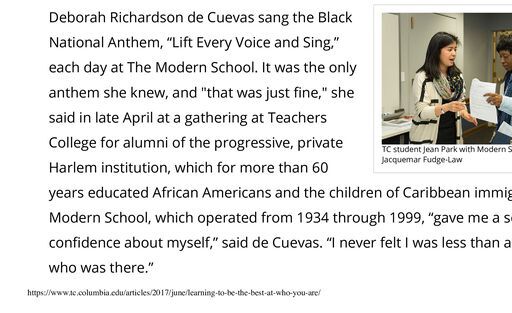 Deborah Richardson de Cuevas sang the Black
National Anthem, “Lift Every Voice and Sing,”
each day at The Modern School. It was the only
anthem she knew, and "that was just fine," she
said in late April at a gathering at Teachers
College for alumni of the progressive, private
Harlem institution, which for more than 60
years educated African Americans and the children of Caribbean
Modern School, which operated from 1934 through 1999, “gave me a
confidence about myself,” said de Cuevas. “I never felt I was less than
who was there.”
TC student Jean Park with Modern
Jacquemar Fudge-Law
https://www.tc.columbia.edu/articles/2017/june/learning-to-be-the-best-at-who-you-are/